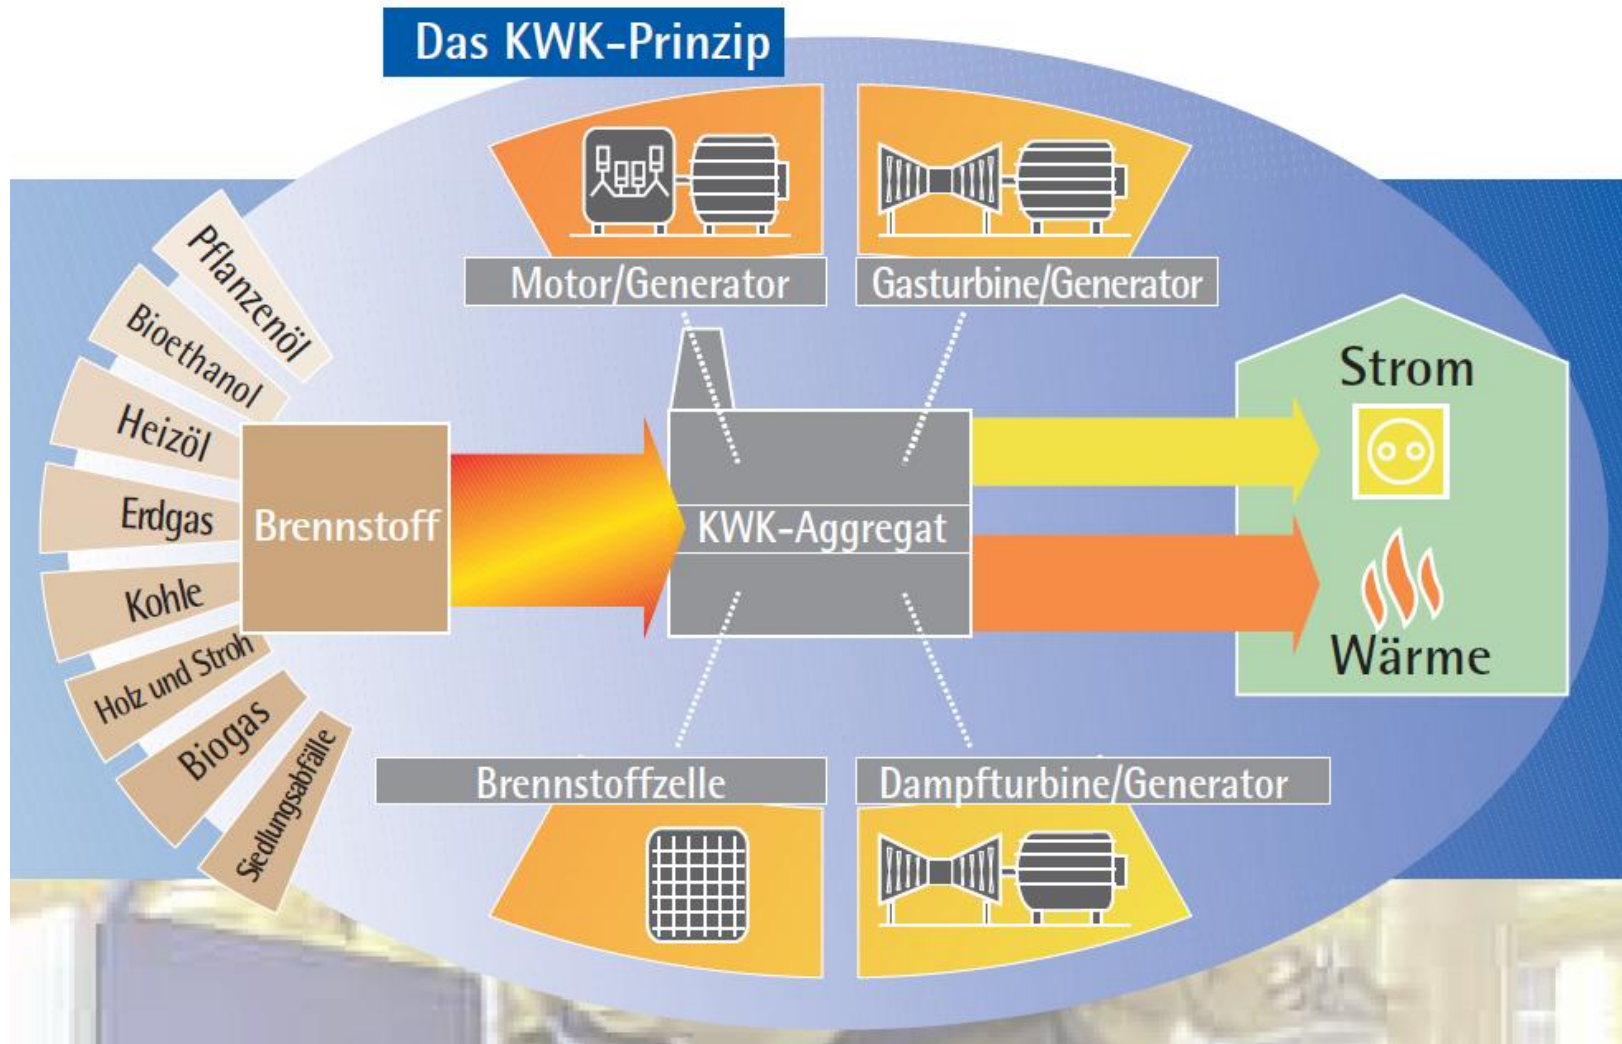 Das KWK-Prinzip
Motor/Generator
Gasturbine/Generator
Pflanzenöl
Bioethanol
Heizöl
Erdgas
Kohle
Holz und Stroh
Biogas
Siedlungsabfälle
Brennstoff
KWK-Aggregat
Strom
Wärme
Brennstoffzelle
Dampfturbine/Generator